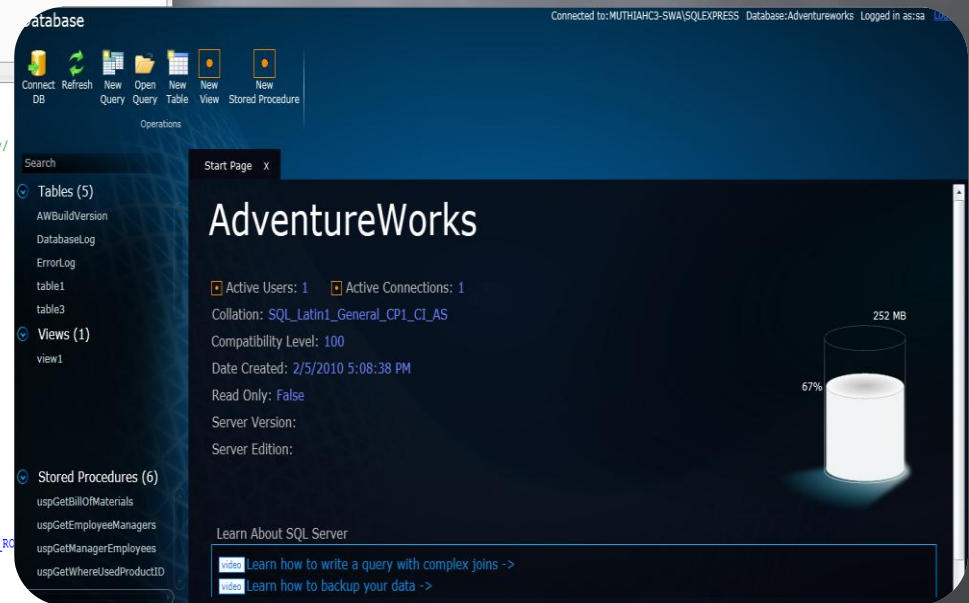 Database
Connected to:MUTHIAHC3-SWA\SQLEXPRESS Database:Adventureworks Logged in as:sa
Connect DB
Refresh
New Query
Open Query
New Table
New View
New Stored Procedure
Operations
*/
Search
Start Page X
Tables (5)
AWBuildVersion
DatabaseLog
ErrorLog
table1
table3
Views (1)
view1
Stored Procedures (6)
uspGetBillOfMaterials
uspGetEmployeeManagers
uspGetManagerEmployees
uspGetWhereUsedProductID
_RO
AdventureWorks
Active Users: 1 Active Connections: 1
Collation: SQL_Latin1_General_CP1_CI_AS
Compatibility Level: 100
Date Created: 2/5/2010 5:08:38 PM
Read Only: False
Server Version:
Server Edition:
252 MB
67%
Learn About SQL Server
video Learn how to write a query with complex joins ->
video Learn how to backup your data ->